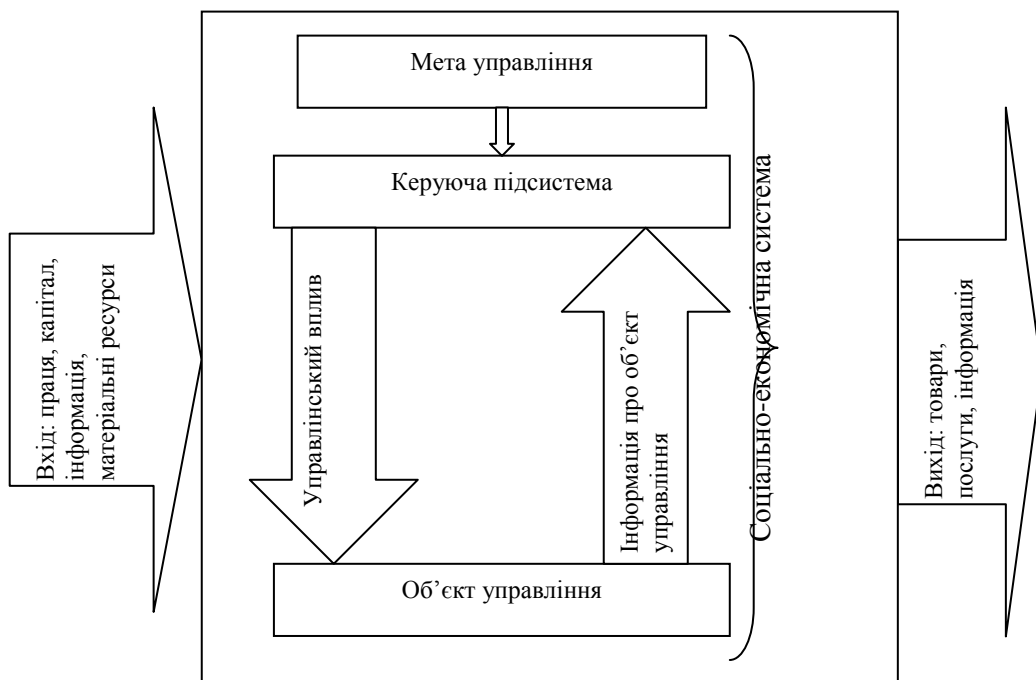 Мета управління
Керуюча підсистема
Вхід: праця, капітал,
інформація,
матеріальні ресурси
Управлінський вплив
Інформація про об’єкт
управління
Соціально-економічна система
Вихід: товари,
послуги, інформація
Об’єкт управління